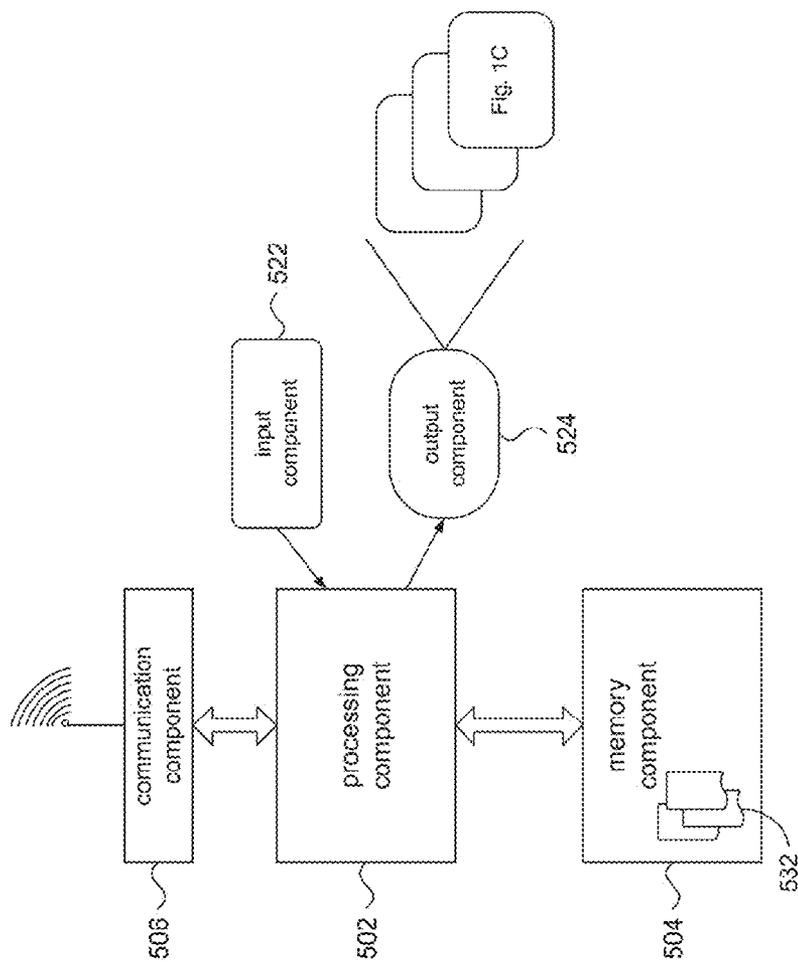 506
communication
component
input
component
522
502
processing
component
output
component
524
Fig. 1C
504
memory
component
532